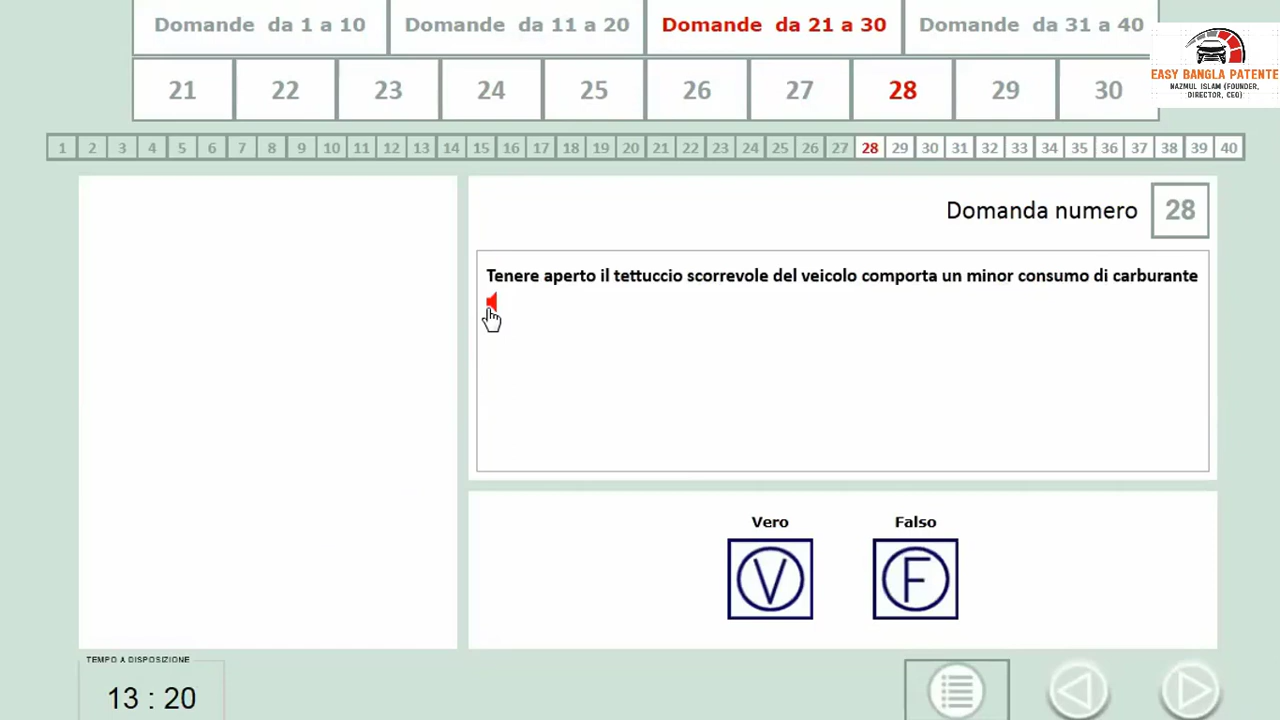 Domande da 1 a 10
Domande da 11 a 20
Domande da 21 a 30
Domande da 31 a 40
21 22 23 24 25 26 27 28 29 30
EASY BANGLA PATENTE
NAZMUL ISLAM (FOUNDER,
DIRECTOR, CEO)
1 2 3 4 5 6 7 8 9 10 11 12 13 14 15 16 17 18 19 20 21 22 23 24 25 26 27 28 29 30 31 32 33 34 35 36 37 38 39 40
Domanda numero 28
Tenere aperto il tettuccio scorrevole del veicolo comporta un minor consumo di carburante
Vero Falso
V F
TEMPO A DISPOSIZIONE
13 : 20